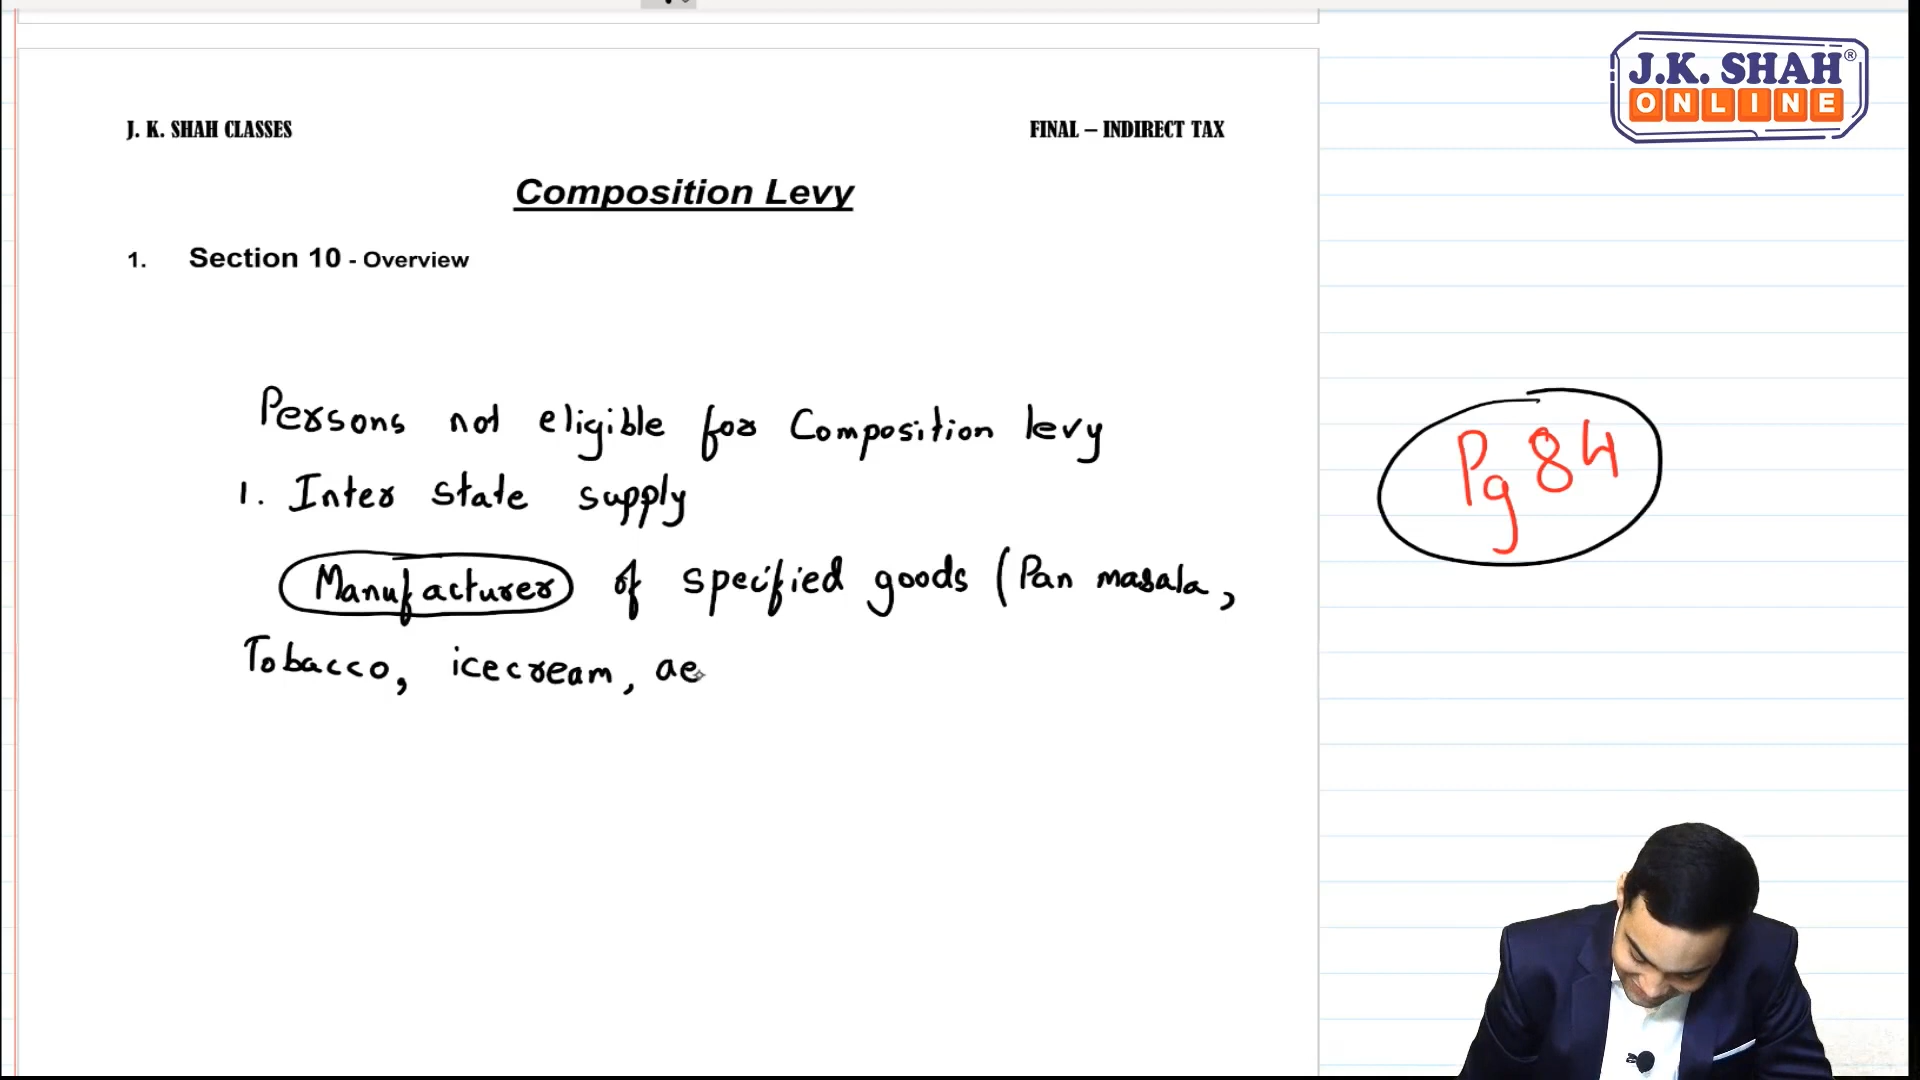 J.K. SHAH®
ONLINE
J. K. SHAH CLASSES FINAL – INDIRECT TAX
Composition Levy
1. Section 10 - Overview
Persons not eligible for Composition levy
1. Inter state supply
Manufacturer of specified goods (Pan masala,
Tobacco, icecream, ae
Pg 84